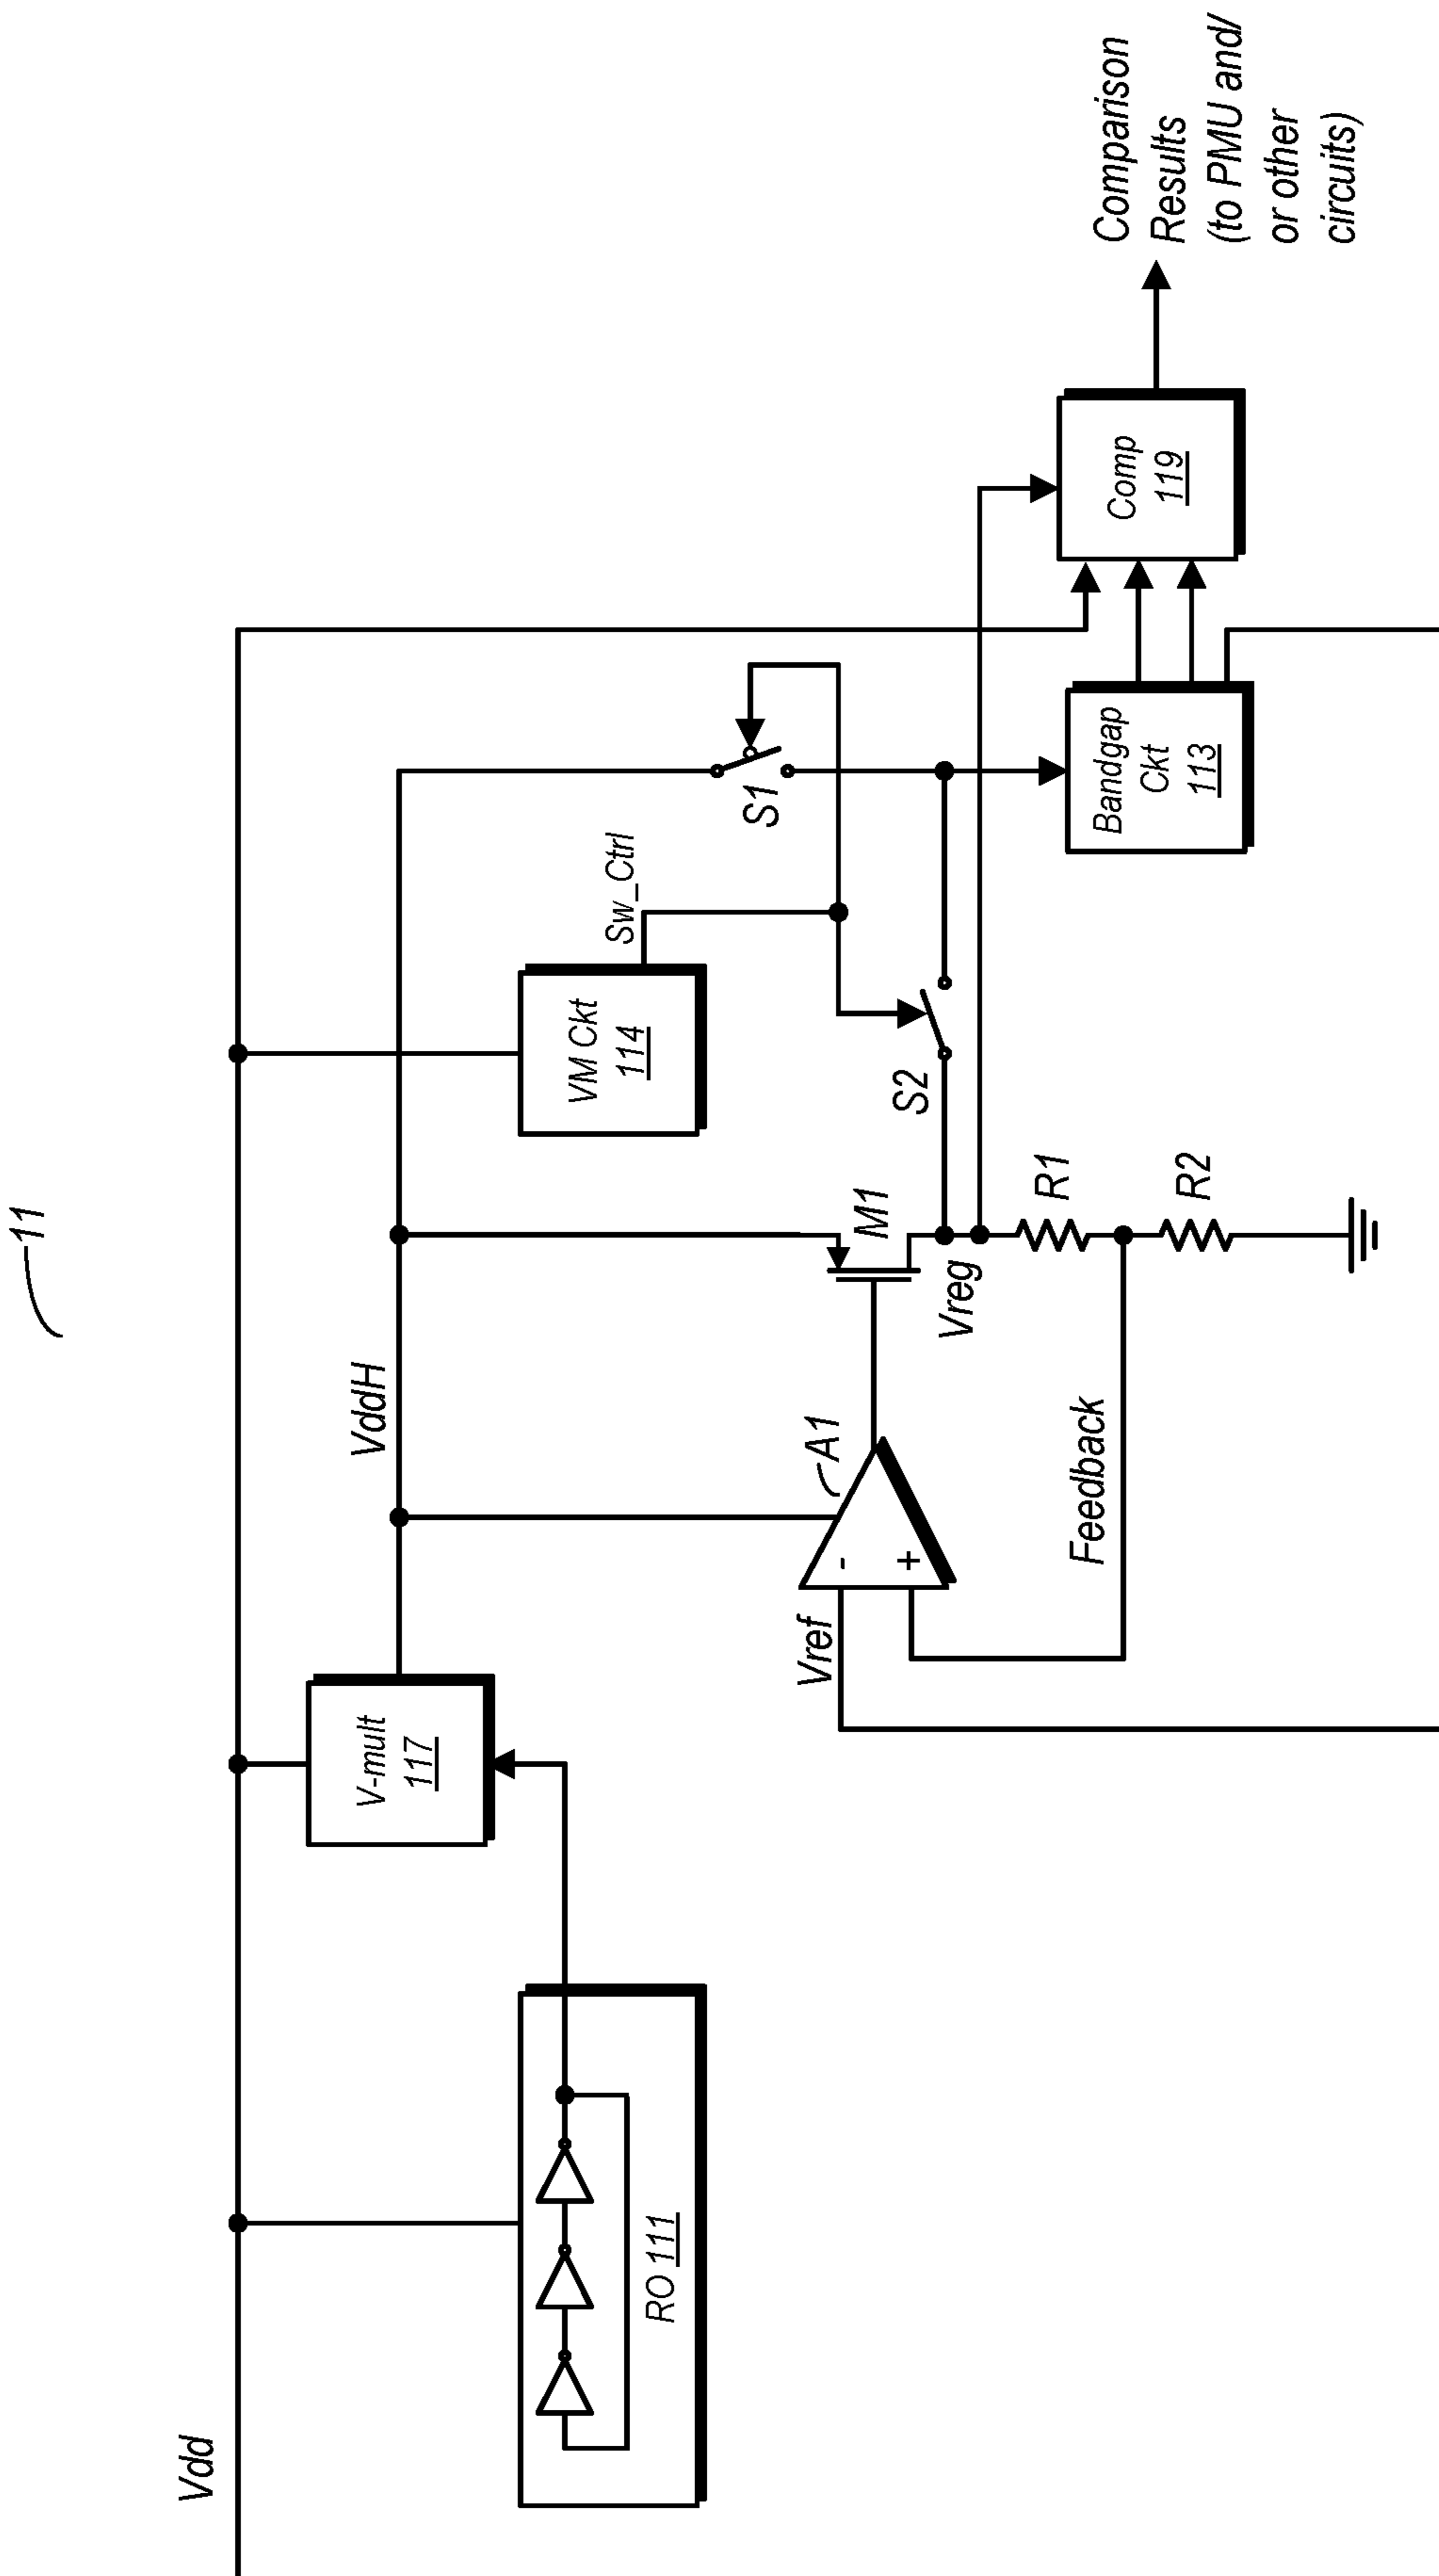 11
Vdd
VddH
V-mult
117
VM Ckt
114
Sw_Ctrl
S1
RO 111
Vref
-
+
A1
M1
S2
Vreg
Feedback
R1
R2
Bandgap
Ckt
113
Comp
119
Comparison
Results
(to PMU and/
or other
circuits)